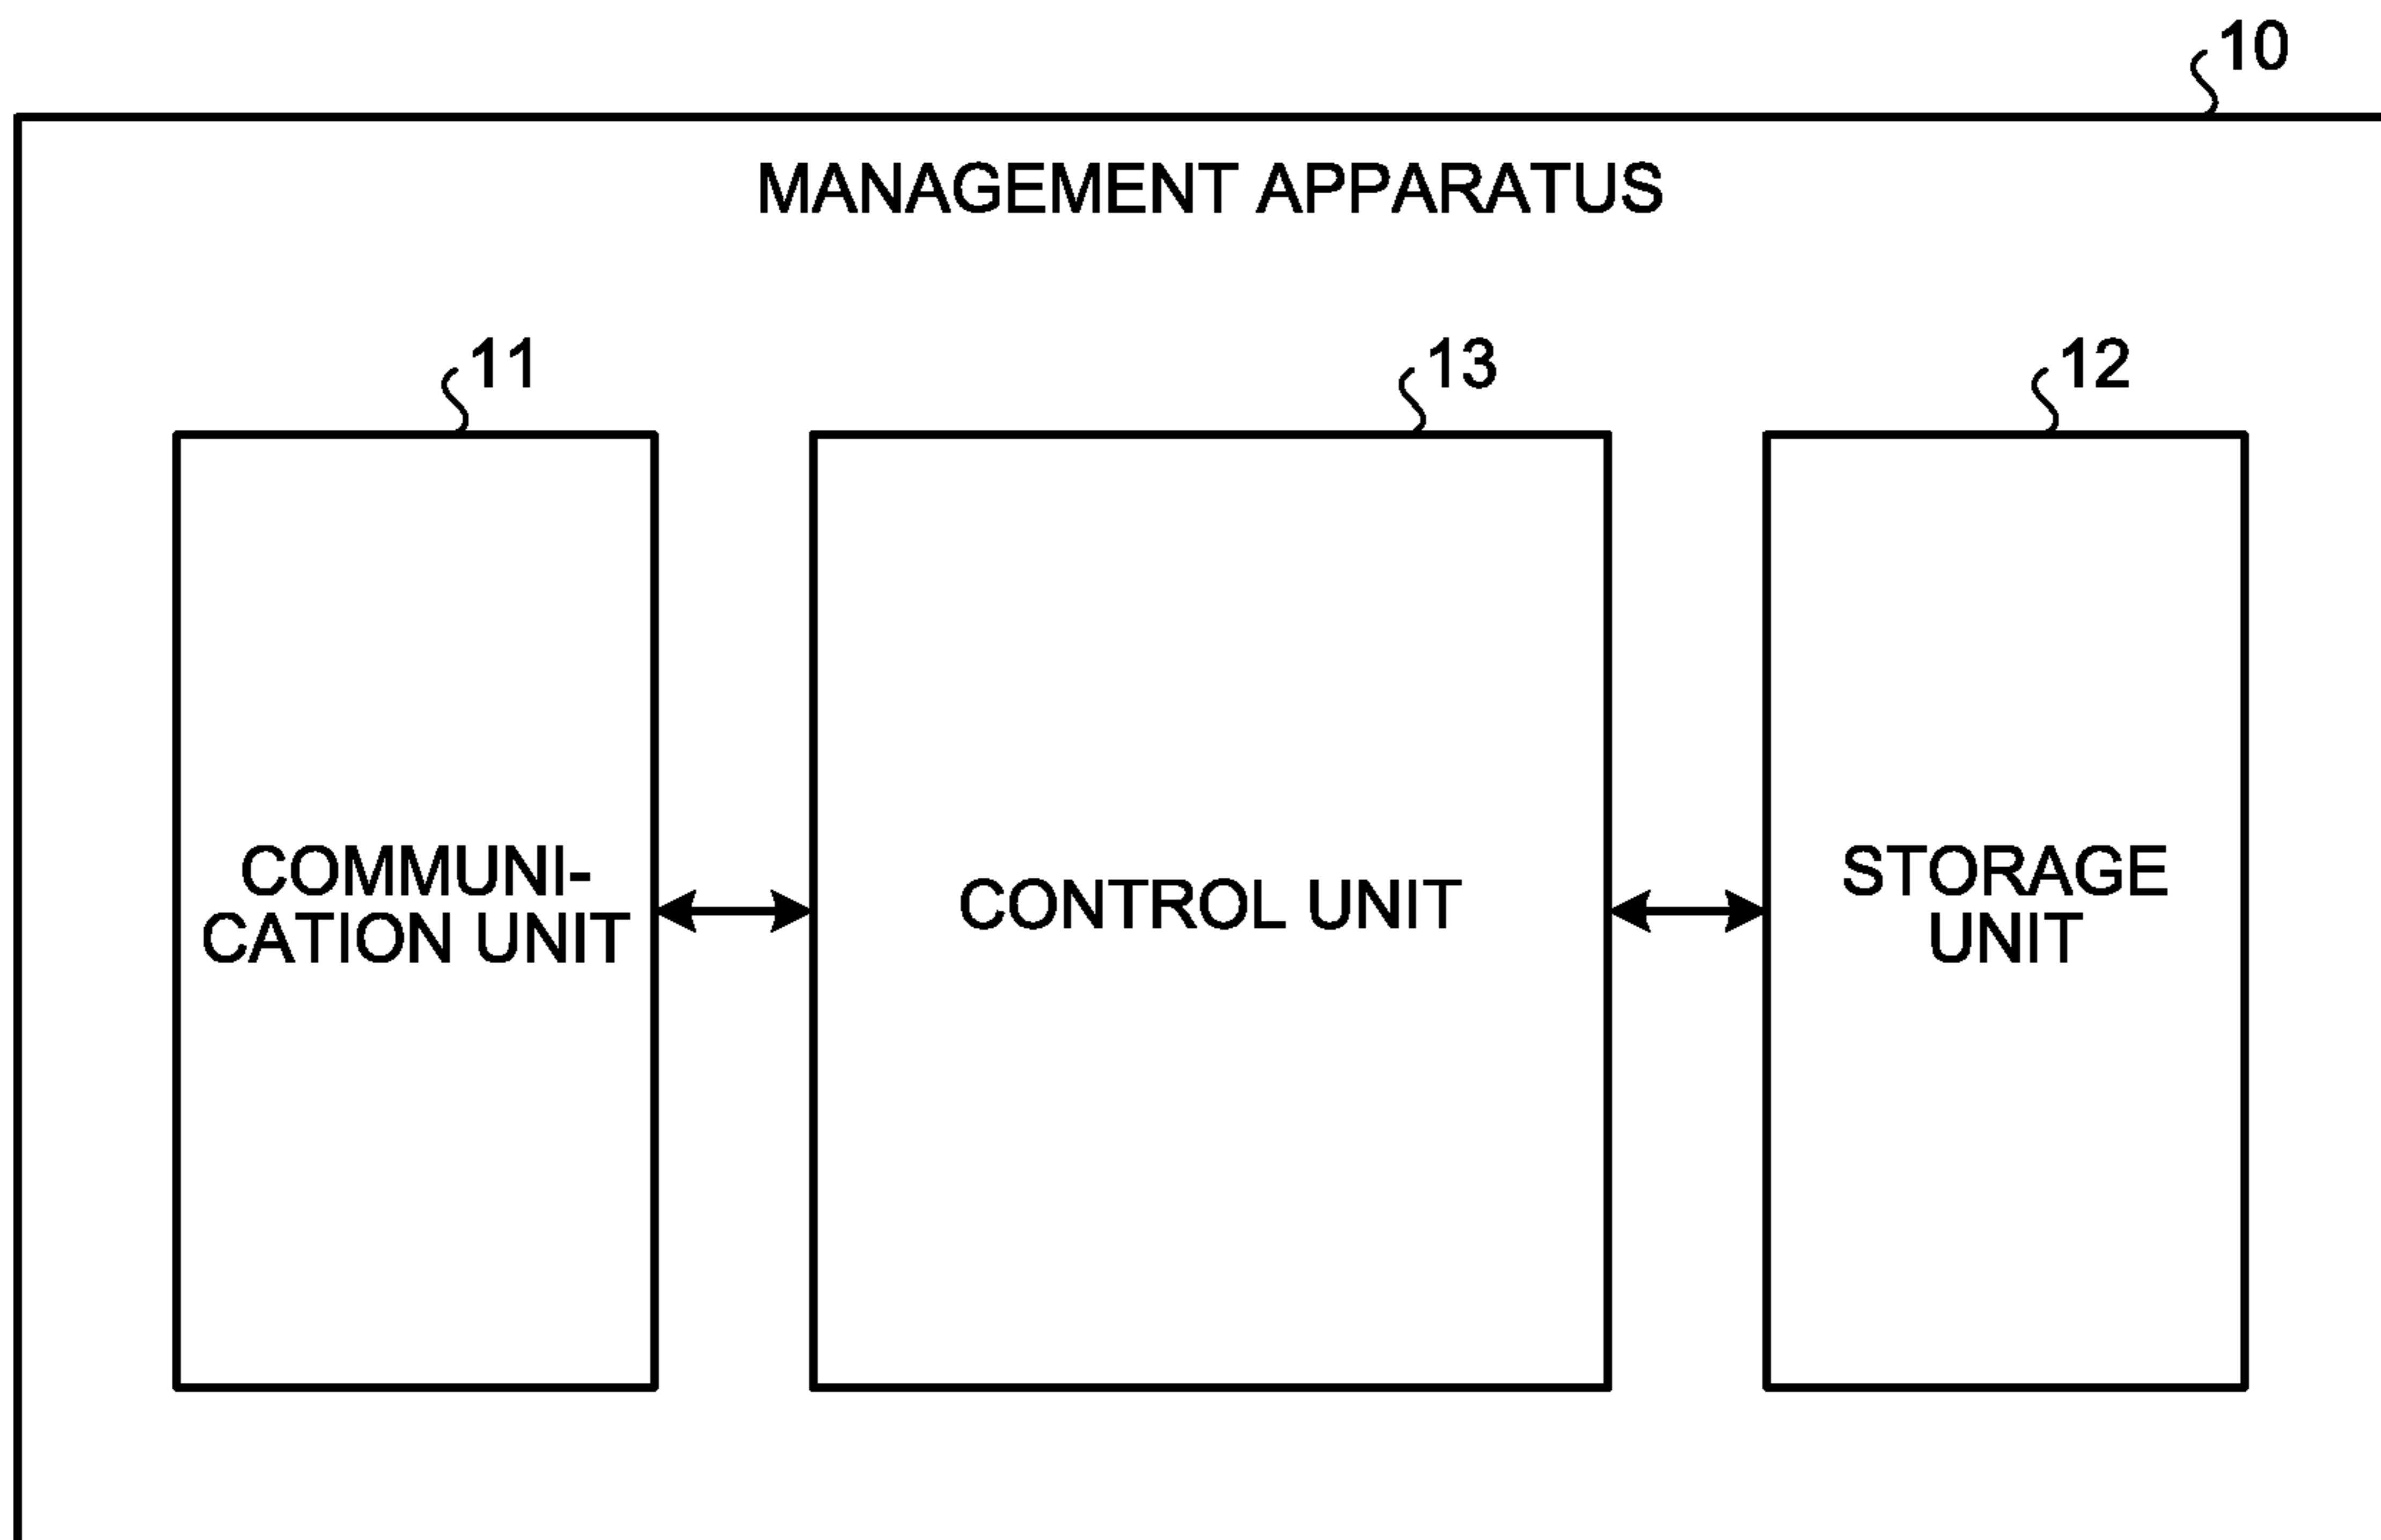 10
MANAGEMENT APPARATUS
11
13
12
COMMUNI-
CATION UNIT
CONTROL UNIT
STORAGE
UNIT